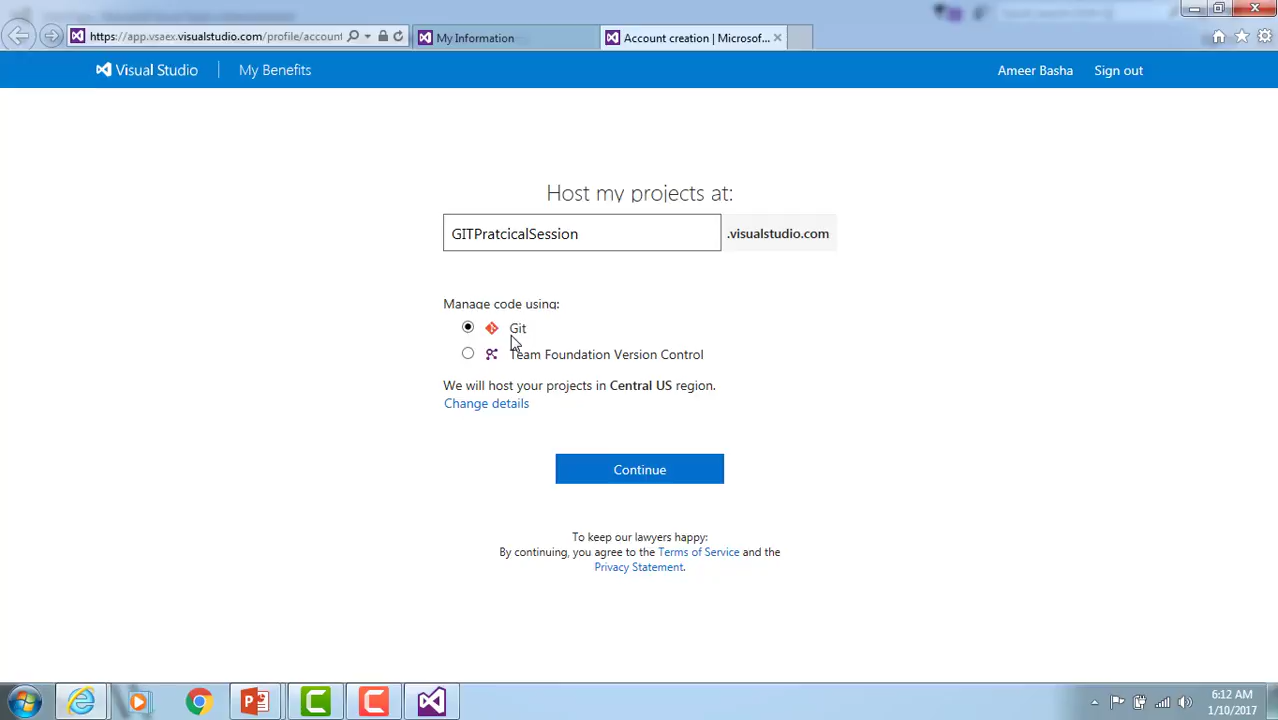 https://app.vsaex.visualstudio.com/profile/account
My Information
Account creation | Microsof...
Visual Studio
My Benefits
Ameer Basha
Sign out
Host my projects at:
GITPratcicalSession
.visualstudio.com
Manage code using:
Git
Team Foundation Version Control
We will host your projects in Central US region.
Change details
Continue
To keep our lawyers happy:
By continuing, you agree to the Terms of Service and the
Privacy Statement.
6:12 AM
1/10/2017